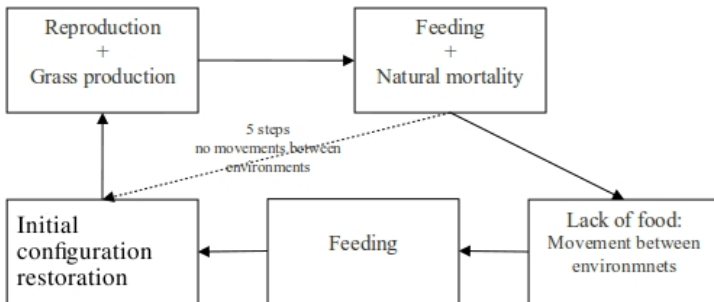 Reproduction
+
Grass production
Feeding
+
Natural mortality
5 steps
no movements between
environments
Initial
configuration
restoration
Feeding
Lack of food:
Movement between
environmnets